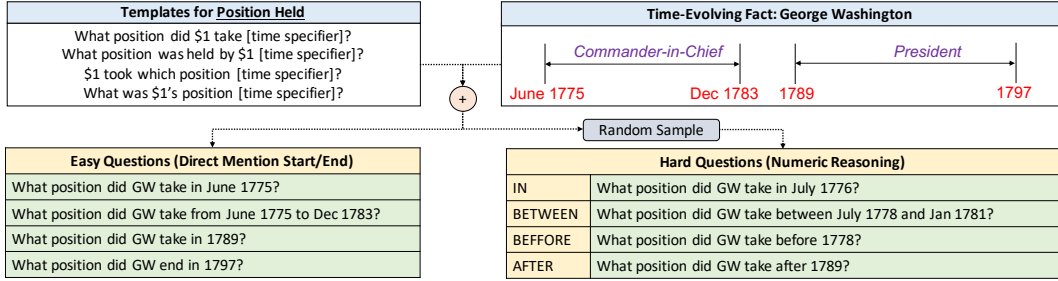 Templates for Position Held
What position did $1 take [time specifier]?
What position was held by $1 [time specifier]?
$1 took which position [time specifier]?
What was $1's position [time specifier]?
Time-Evolving Fact: George Washington
Commander-in-Chief
President
June 1775
Dec 1783
1789
1797
+
Random Sample
Easy Questions (Direct Mention Start/End)
What position did GW take in June 1775?
What position did GW take from June 1775 to Dec 1783?
What position did GW take in 1789?
What position did GW end in 1797?
Hard Questions (Numeric Reasoning)
IN What position did GW take in July 1776?
BETWEEN What position did GW take between July 1778 and Jan 1781?
BEFFORE What position did GW take before 1778?
AFTER What position did GW take after 1789?